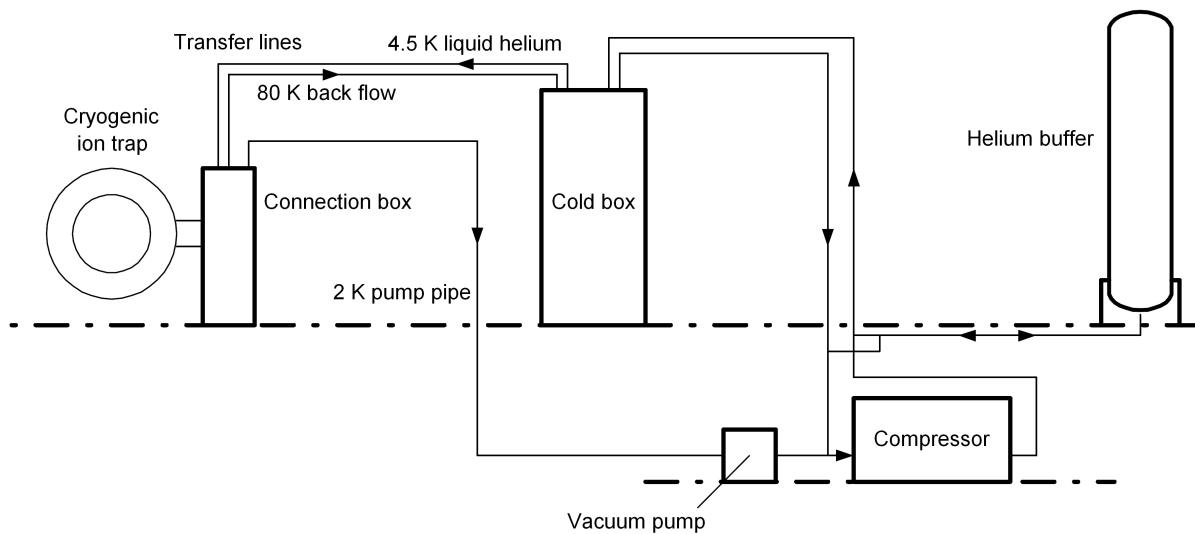 Transfer lines
4.5 K liquid helium
80 K back flow
Cryogenic
ion trap
Helium buffer
Connection box
Cold box
2 K pump pipe
Compressor
Vacuum pump